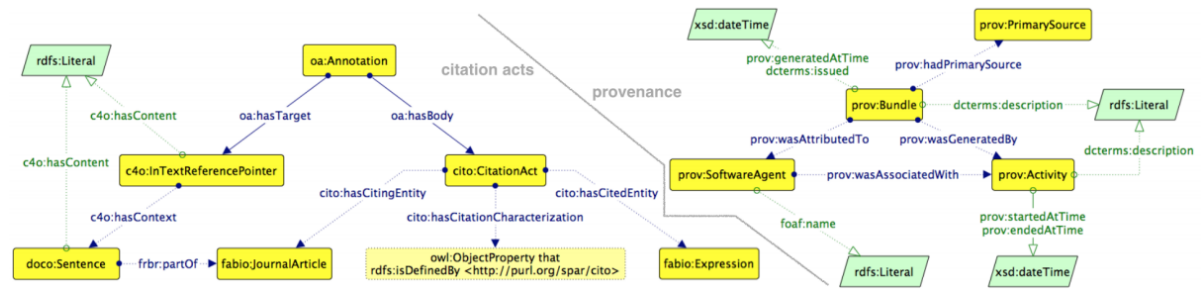 xsd:dateTime
prov:PrimarySource
rdfs:Literal
oa:Annotation
citation acts
prov:generatedAtTime
dcterms:issued
prov:hadPrimarySource
provenance
prov:Bundle
dcterms:description
rdfs:Literal
c4o:hasContent
oa:hasTarget
oa:hasBody
prov:wasAttributedTo
prov:wasGeneratedBy
dcterms:description
c4o:hasContent
c4o:InTextReferencePointer
cito:CitationAct
prov:SoftwareAgent
prov:wasAssociatedWith
prov:Activity
cito:hasCitingEntity
cito:hasCitedEntity
c4o:hasContext
cito:hasCitationCharacterization
foaf:name
prov:startedAtTime
prov:endedAtTime
doco:Sentence
frbr:partOf
fabio:JournalArticle
owl:ObjectProperty that
rdfs:isDefinedBy <http://purl.org/spar/cito>
fabio:Expression
rdfs:Literal
xsd:dateTime